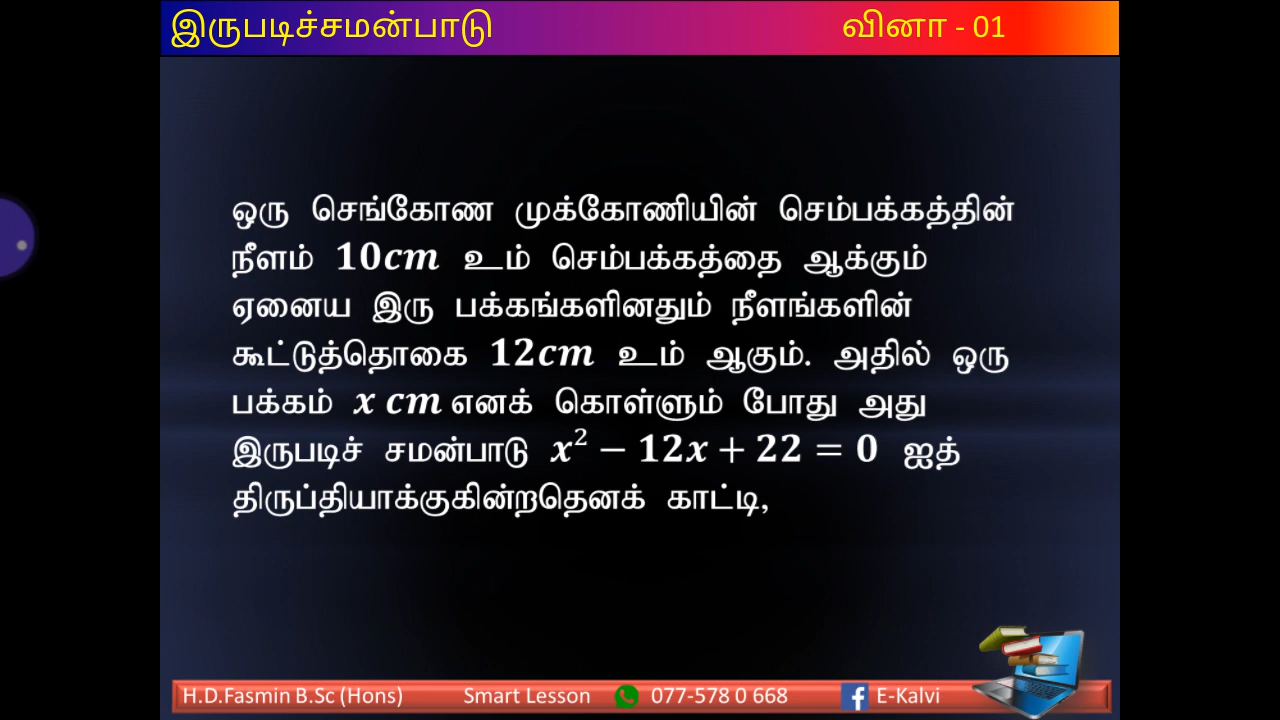 இருபடிச்சமன்பாடு வினா - 01
ஒரு செங்கோண முக்கோணியின் செம்பக்கத்தின்
நீளம் 10cm உம் செம்பக்கத்தை ஆக்கும்
ஏனைய இரு பக்கங்களினதும் நீளங்களின்
கூட்டுத்தொகை 12cm உம் ஆகும். அதில் ஒரு
பக்கம் x cm எனக் கொள்ளும் போது அது
இருபடிச் சமன்பாடு x² − 12x + 22 = 0 ஐத்
திருப்தியாக்குகின்றதெனக் காட்டி,
H.D.Fasmin B.Sc (Hons) Smart Lesson 077-578 0 668 E-Kalvi